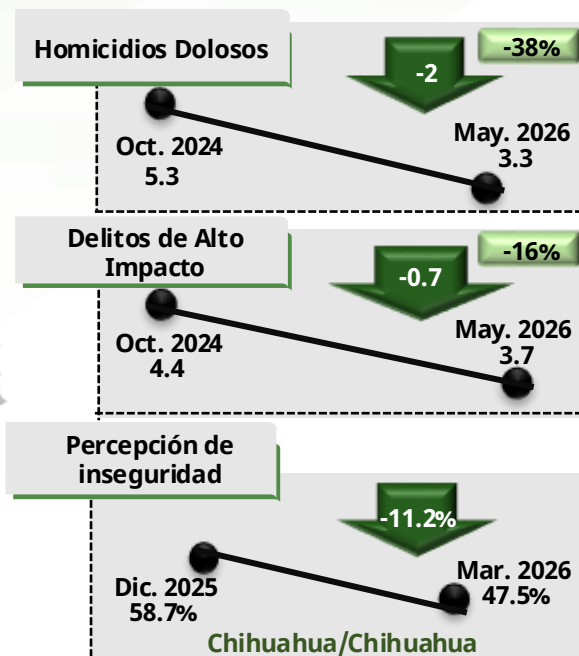 Homicidios Dolosos
-38%
-2
Oct. 2024
5.3
May. 2026
3.3
Delitos de Alto
Impacto
-16%
-0.7
Oct. 2024
4.4
May. 2026
3.7
Percepción de
inseguridad
-11.2%
Dic. 2025
58.7%
Mar. 2026
47.5%
Chihuahua/Chihuahua